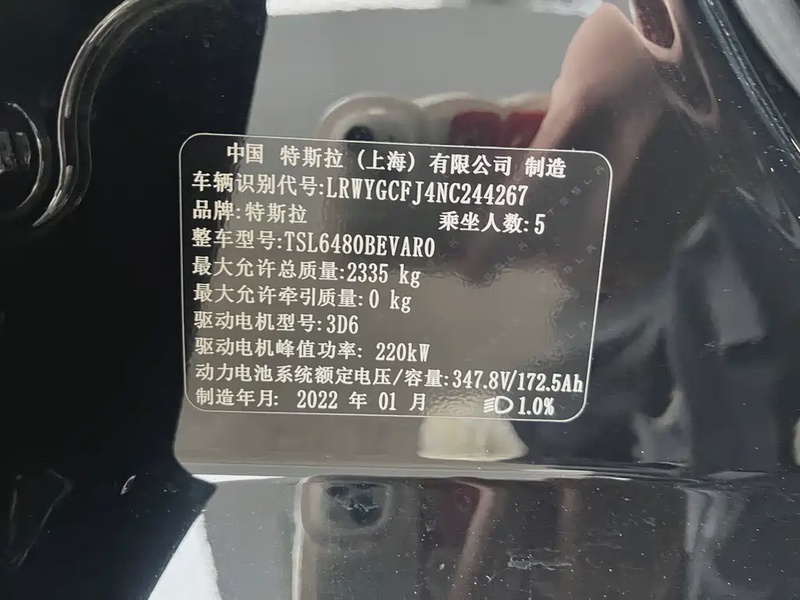 中国 特斯拉 (上海) 有限公司 制造
车辆识别代号:LRWYGCFJ4NC244267
品牌:特斯拉 乘坐人数:5
整车型号:TSL6480BEVAR0
最大允许总质量:2335 kg
最大允许牵引质量:0 kg
驱动电机型号:3D6
驱动电机峰值功率: 220kW
动力电池系统额定电压/容量:347.8V/172.5Ah
制造年月: 2022 年 01 月 1.0%